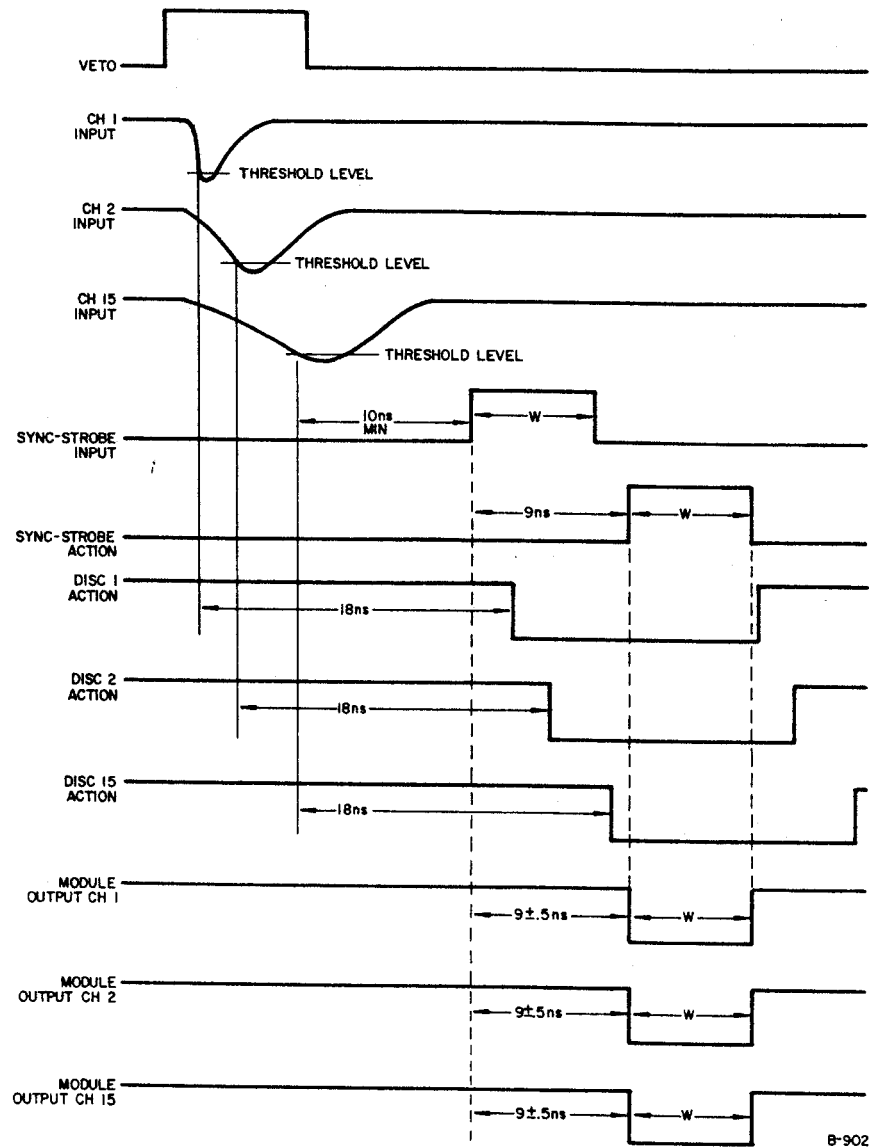 VETO
CH 1
INPUT
THRESHOLD LEVEL
CH 2
INPUT
THRESHOLD LEVEL
CH 15
INPUT
THRESHOLD LEVEL
10ns
MIN
W
SYNC-STROBE
INPUT
9ns
W
SYNC-STROBE
ACTION
DISC 1
ACTION
18ns
DISC 2
ACTION
18ns
DISC 15
ACTION
18ns
MODULE
OUTPUT CH 1
9±.5ns
W
MODULE
OUTPUT CH 2
9±.5ns
W
MODULE
OUTPUT CH 15
9±.5ns
W
B-902